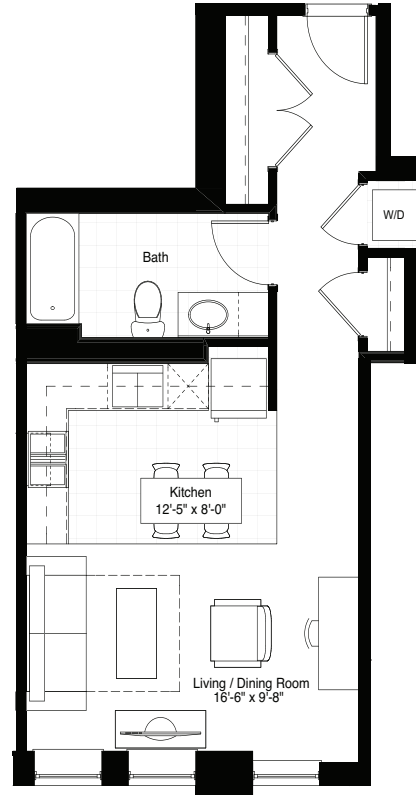 W/D
Bath
Kitchen
12'-5" x 8'-0"
Living / Dining Room
16'-6" x 9'-8"